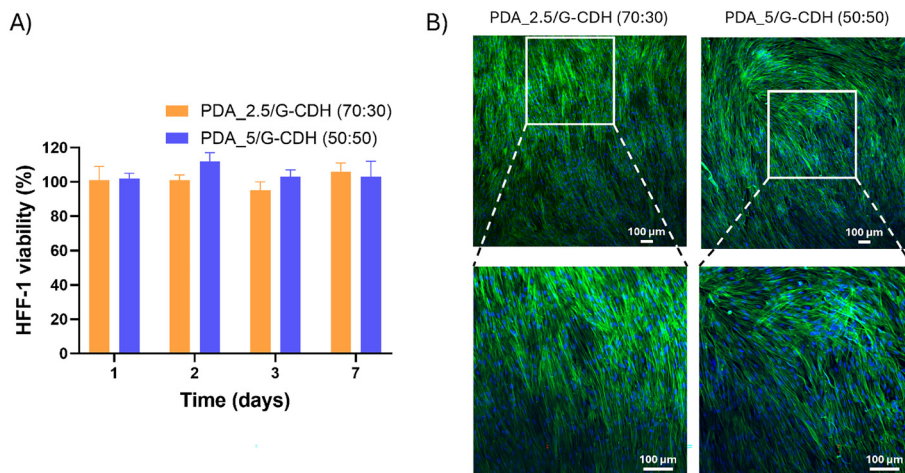 A)
PDA_2.5/G-CDH (70:30)
PDA_5/G-CDH (50:50)
HFF-1 viability (%)
120
100
80
60
40
20
0
1 2 3 7
Time (days)
B)
PDA_2.5/G-CDH (70:30) PDA_5/G-CDH (50:50)
100 µm 100 µm
100 µm 100 µm